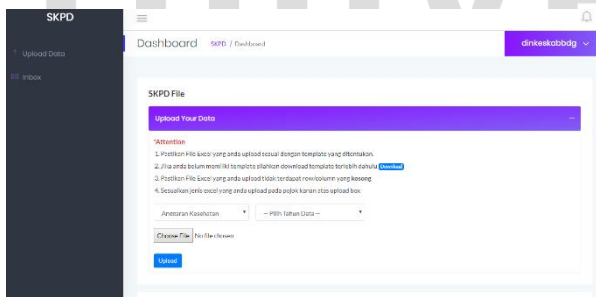 SKPD
Dashboard SKPD / Dashboard
dinkeskabbdg
Upload Data
Inbox
SKPD File
Upload Your Data
*Attention
1. Pastikan File Excel yang anda upload sesuai dengan template yang ditentukan.
2. Jika anda belum memiliki template silahkan download template terlebih dahulu Download
3. Pastikan File Excel yang anda upload tidak terdapat row/column yang kosong
4. Sesuaikan jenis excel yang anda upload pada pojok kanan atas upload box
Anggaran Kesehatan -- Pilih Tahun Data --
Choose File No file chosen
Upload